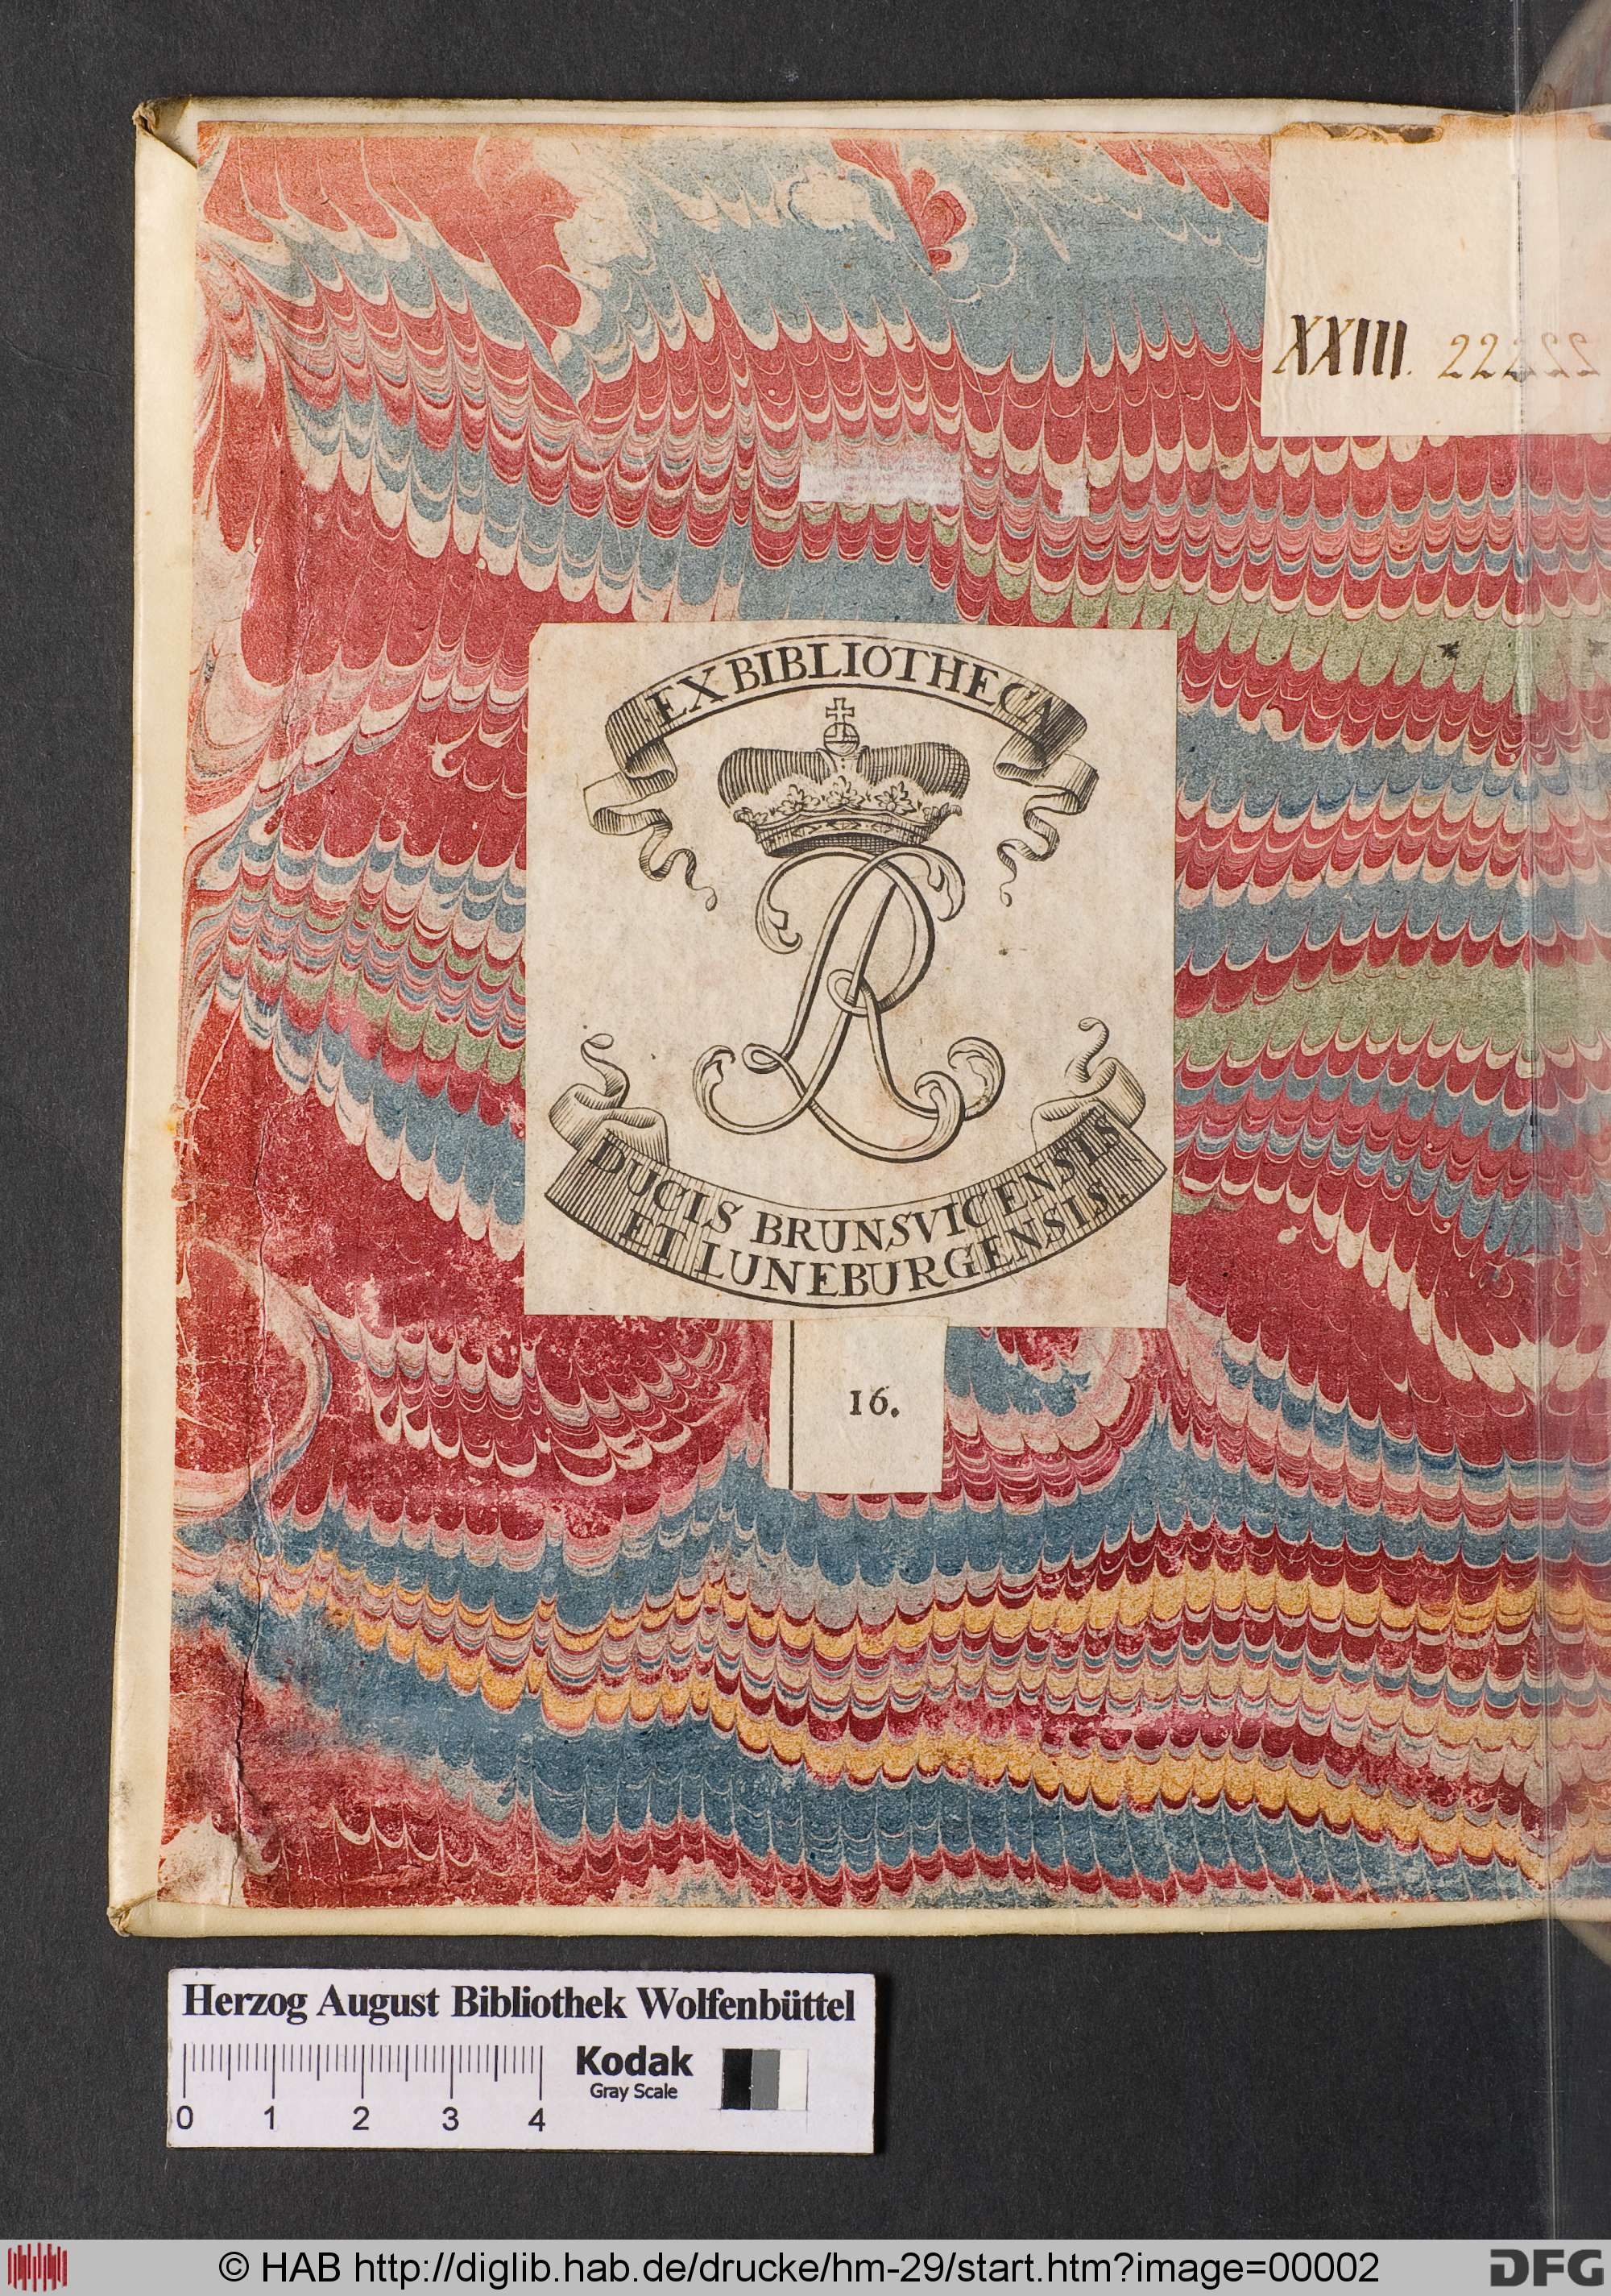 XXIII. 222
EX BIBLIOTHECA
DUCIS BRUNSVICENSIS
ET LUNEBURGENSIS.
16.
Herzog August Bibliothek Wolfenbüttel
Kodak
Gray Scale
0 1 2 3 4
© HAB http://diglib.hab.de/drucke/hm-29/start.htm?image=00002
DFG